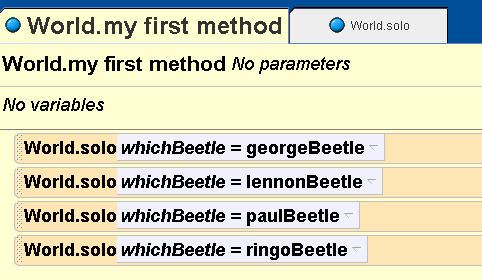 World.my first method World.solo
World.my first method No parameters
No variables
World.solo whichBeetle = georgeBeetle
World.solo whichBeetle = lennonBeetle
World.solo whichBeetle = paulBeetle
World.solo whichBeetle = ringoBeetle